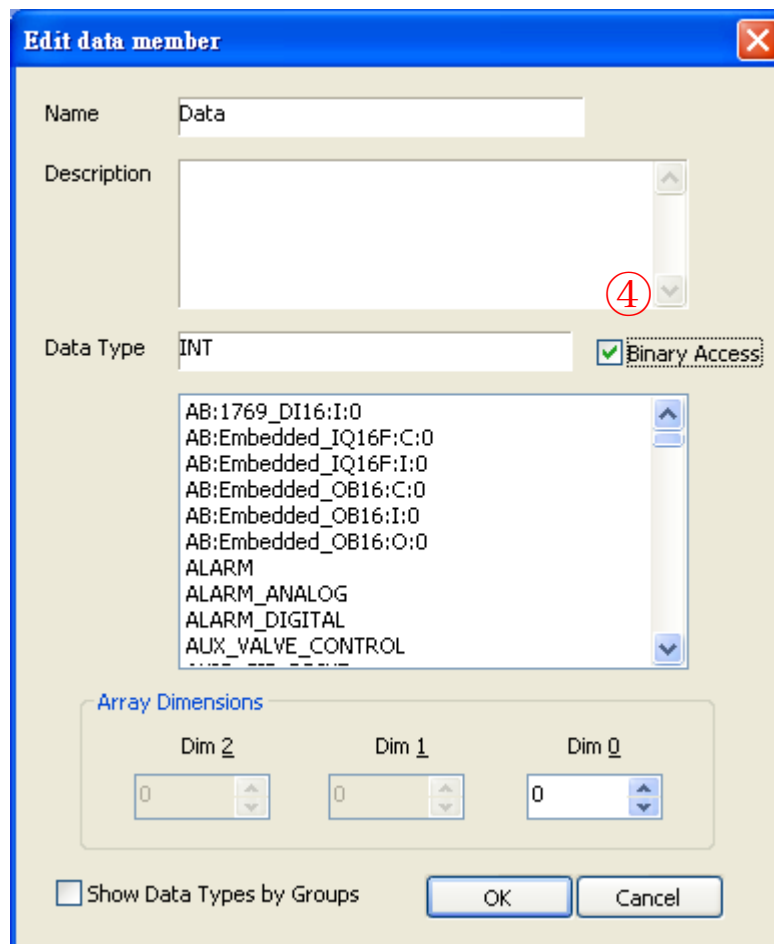 Edit data member
Name
Data
Description
④
Data Type
INT
Binary Access
AB:1769_DI16:I:0
AB:Embedded_IQ16F:C:0
AB:Embedded_IQ16F:I:0
AB:Embedded_OB16:C:0
AB:Embedded_OB16:I:0
AB:Embedded_OB16:O:0
ALARM
ALARM_ANALOG
ALARM_DIGITAL
AUX_VALVE_CONTROL
Array Dimensions
Dim 2 Dim 1 Dim 0
0 0 0
Show Data Types by Groups
OK
Cancel